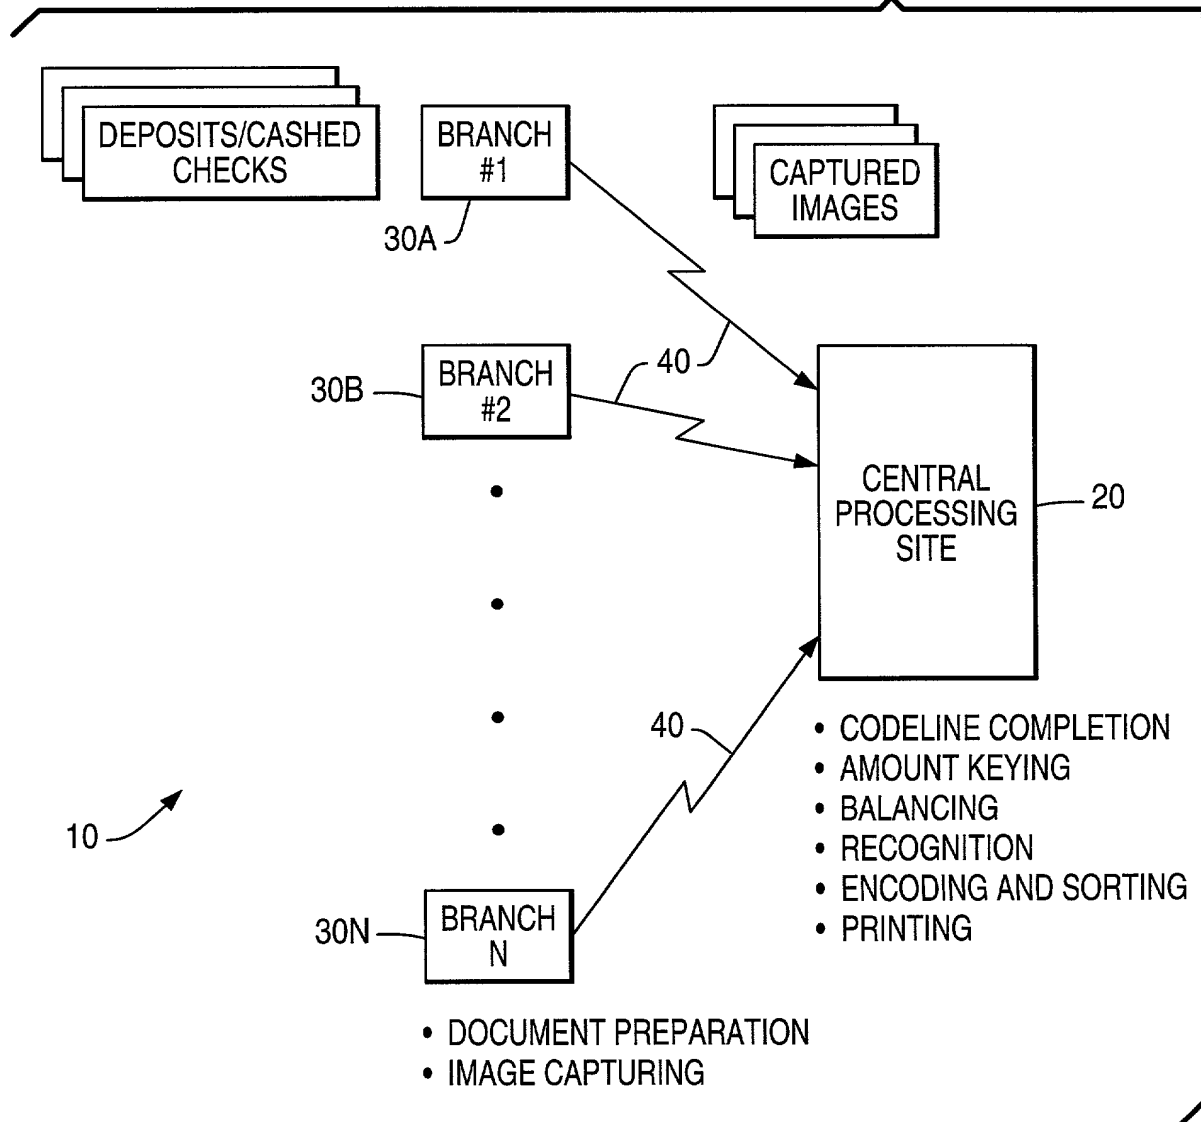 DEPOSITS/CASHED
CHECKS
BRANCH
#1
CAPTURED
IMAGES
30A
40
30B
BRANCH
#2
CENTRAL
PROCESSING
SITE
20
40
10
30N
BRANCH
N
• CODELINE COMPLETION
• AMOUNT KEYING
• BALANCING
• RECOGNITION
• ENCODING AND SORTING
• PRINTING
• DOCUMENT PREPARATION
• IMAGE CAPTURING